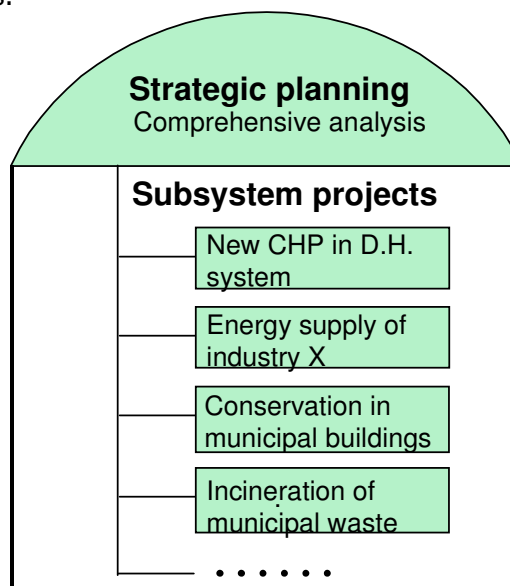 s.
Strategic planning
Comprehensive analysis
Subsystem projects
New CHP in D.H.
system
Energy supply of
industry X
Conservation in
municipal buildings
Incineration of
municipal waste
. . . . . .